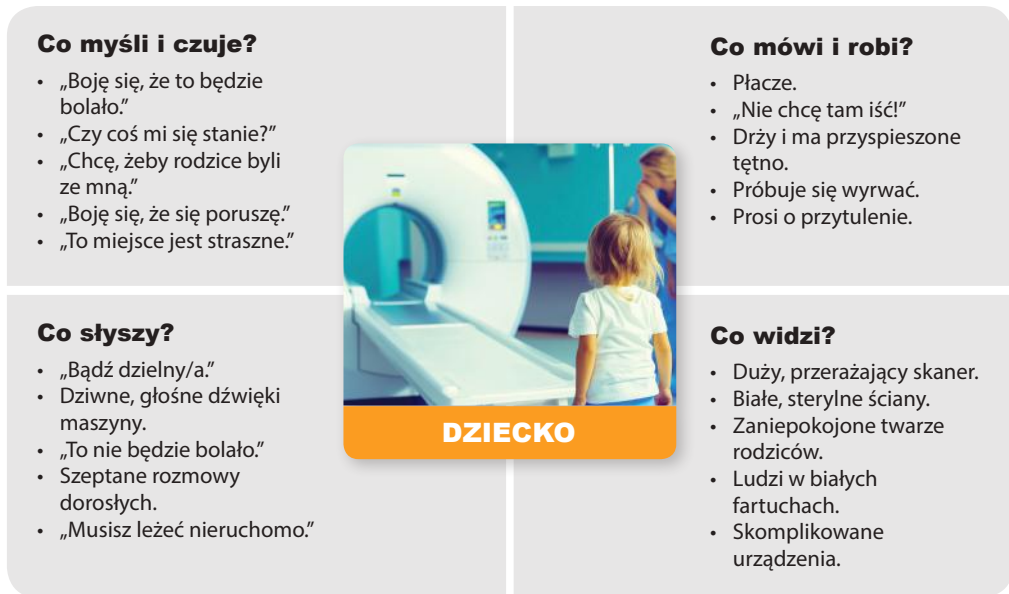 Co myśli i czuje?
• „Boję się, że to będzie
bolało.”
• „Czy coś mi się stanie?”
• „Chcę, żeby rodzice byli
ze mną.”
• „Boję się, że się poruszę.”
• „To miejsce jest straszne.”
Co mówi i robi?
• Płacze.
• „Nie chcę tam iść!”
• Drży i ma przyspieszone
tętno.
• Próbuje się wyrwać.
• Prosi o przytulenie.
DZIECKO
Co słyszy?
• „Bądź dzielny/a.”
• Dziwne, głośne dźwięki
maszyny.
• „To nie będzie bolało.”
• Szeptane rozmowy
dorosłych.
• „Musisz leżeć nieruchomo.”
Co widzi?
• Duży, przerażający skaner.
• Białe, sterylne ściany.
• Zaniepokojone twarze
rodziców.
• Ludzi w białych
fartuchach.
• Skomplikowane
urządzenia.